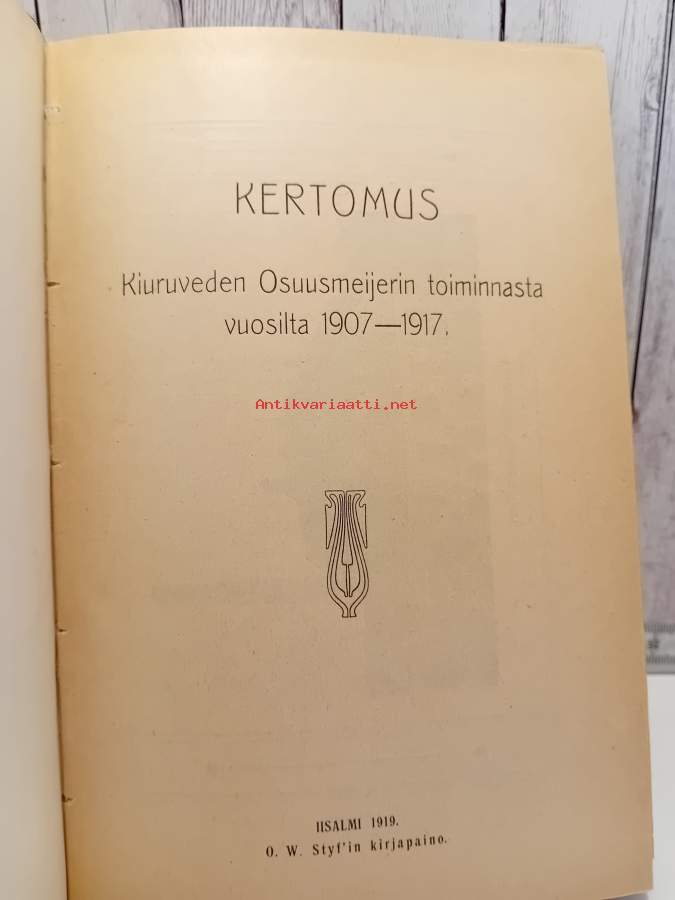 KERTOMUS
Kiuruveden Osuusmeijerin toiminnasta
vuosilta 1907—1917.
Antikvariaatti.net
IISALMI 1919.
O. W. Styf'in kirjapaino.